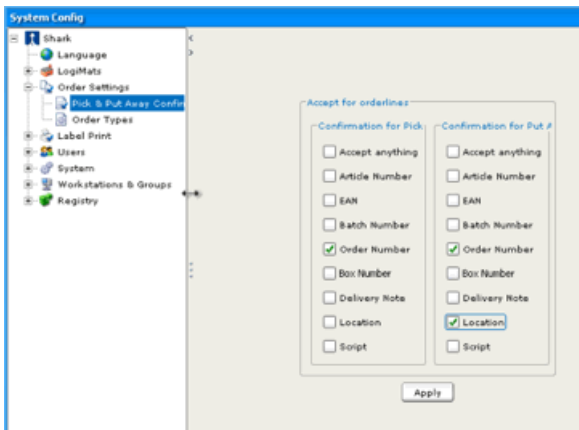 System Config
Shark
Language
LogiMats
Order Settings
Pick & Put Away Confir
Order Types
Label Print
Users
System
Workstations & Groups
Registry
Accept for orderlines
Confirmation for Pick
Accept anything
Article Number
EAN
Batch Number
Order Number
Box Number
Delivery Note
Location
Script
Confirmation for Put A
Accept anything
Article Number
EAN
Batch Number
Order Number
Box Number
Delivery Note
Location
Script
Apply